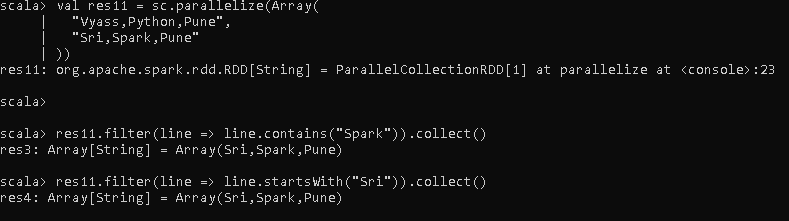 scala> val res11 = sc.parallelize(Array(
     |   "Vyass,Python,Pune",
     |   "Sri,Spark,Pune"
     | ))
res11: org.apache.spark.rdd.RDD[String] = ParallelCollectionRDD[1] at parallelize at <console>:23
scala>
scala> res11.filter(line => line.contains("Spark")).collect()
res3: Array[String] = Array(Sri,Spark,Pune)
scala> res11.filter(line => line.startsWith("Sri")).collect()
res4: Array[String] = Array(Sri,Spark,Pune)